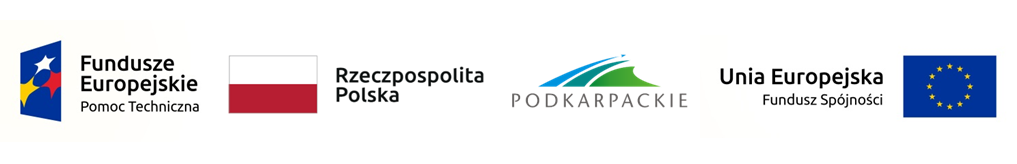 Fundusze
Europejskie
Pomoc Techniczna
Rzeczpospolita
Polska
PODKARPACKIE
Unia Europejska
Fundusz Spójności